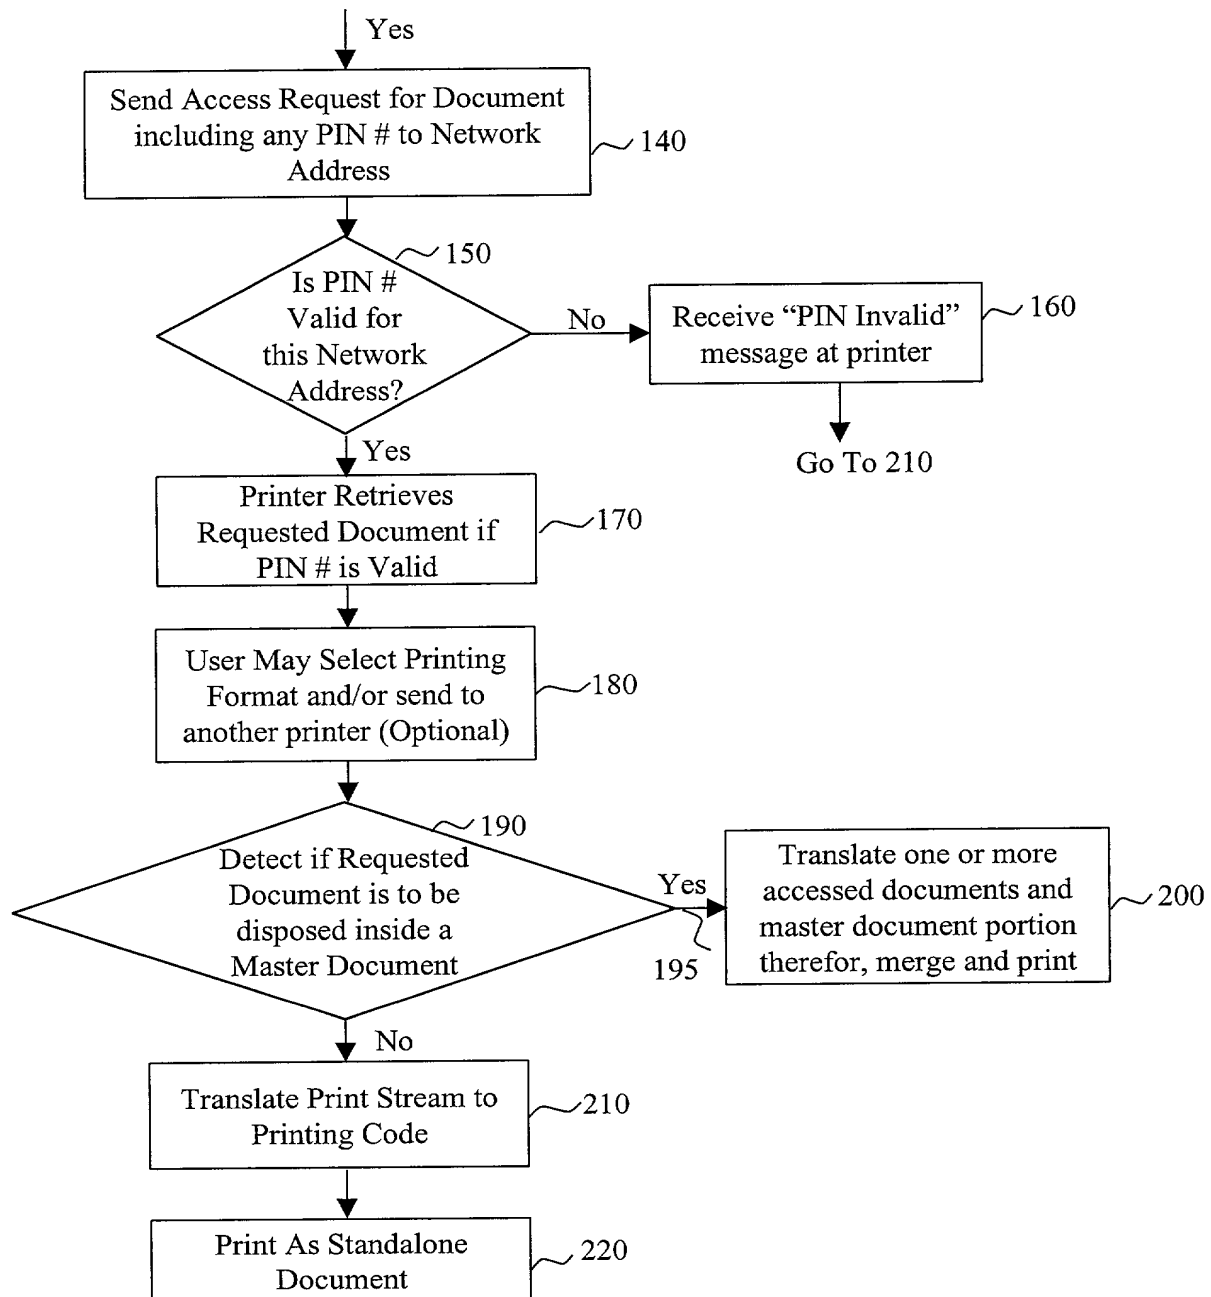 Yes
Send Access Request for Document
including any PIN # to Network
Address
140
150
Is PIN #
Valid for
this Network
Address?
No
Receive “PIN Invalid”
message at printer
160
Go To 210
Yes
Printer Retrieves
Requested Document if
PIN # is Valid
170
User May Select Printing
Format and/or send to
another printer (Optional)
180
190
Detect if Requested
Document is to be
disposed inside a
Master Document
Yes
195
Translate one or more
accessed documents and
master document portion
therefor, merge and print
200
No
Translate Print Stream to
Printing Code
210
Print As Standalone
Document
220